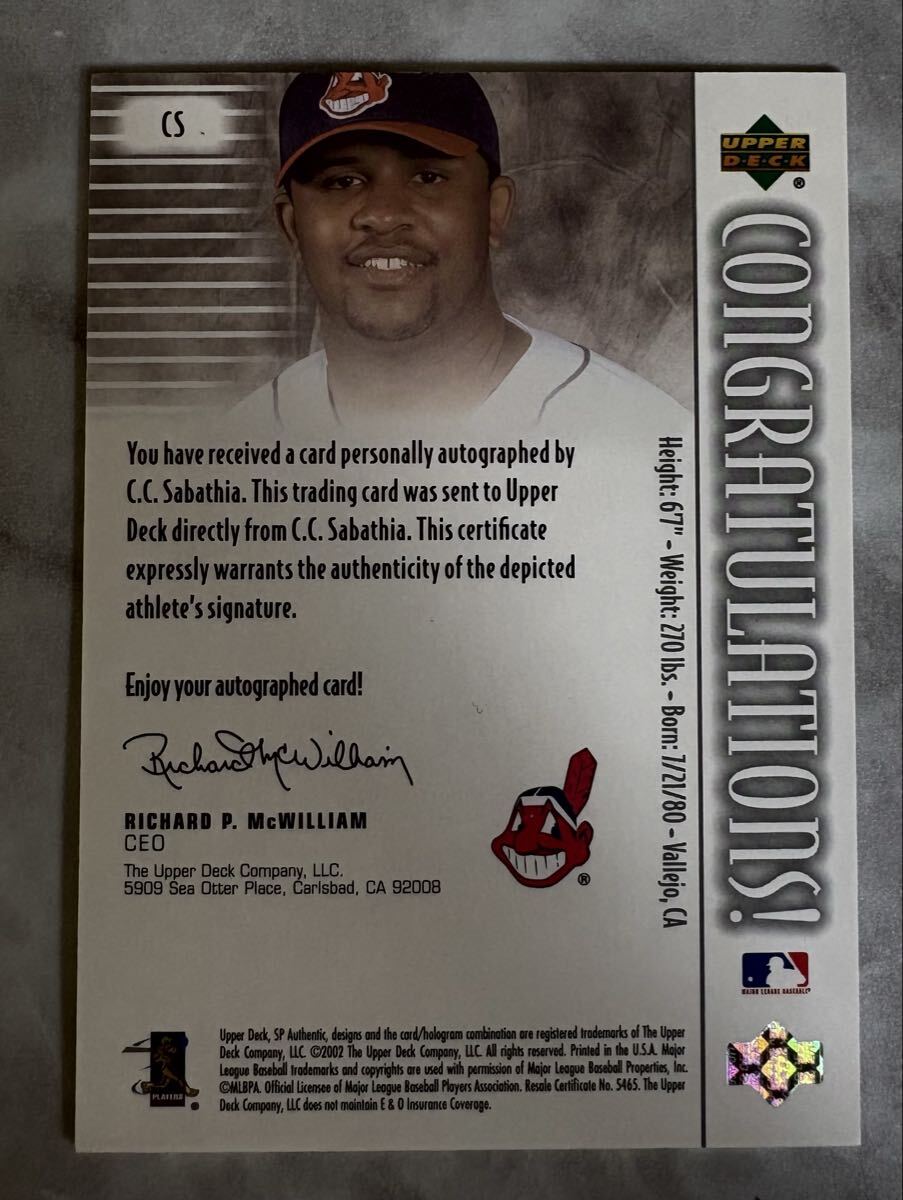 CS
UPPER
D·E·C·K
®
CONGRATULATIONS!
You have received a card personally autographed by
C.C. Sabathia. This trading card was sent to Upper
Deck directly from C.C. Sabathia. This certificate
expressly warrants the authenticity of the depicted
athlete's signature.
Enjoy your autographed card!
Richard P. McWilliam
RICHARD P. McWILLIAM
CEO
The Upper Deck Company, LLC.
5909 Sea Otter Place, Carlsbad, CA 92008
®
Height: 6'7" - Weight: 270 lbs. - Born: 7/21/80 - Vallejo, CA
MAJOR LEAGUE BASEBALL
PLAYERS
Upper Deck, SP Authentic, designs and the card/hologram combination are registered trademarks of The Upper
Deck Company, LLC. ©2002 The Upper Deck Company, LLC. All rights reserved. Printed in the U.S.A. Major
League Baseball trademarks and copyrights are used with permission of Major League Baseball Properties, Inc.
©MLBPA. Official Licensee of Major League Baseball Players Association. Resale Certificate No. 5465. The Upper
Deck Company, LLC does not maintain E & O Insurance Coverage.